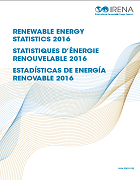 IRENA
RENEWABLE ENERGY
STATISTICS 2016
STATISTIQUES D'ÉNERGIE
RENOUVELABLE 2016
ESTADÍSTICAS DE ENERGÍA
RENOVABLE 2016